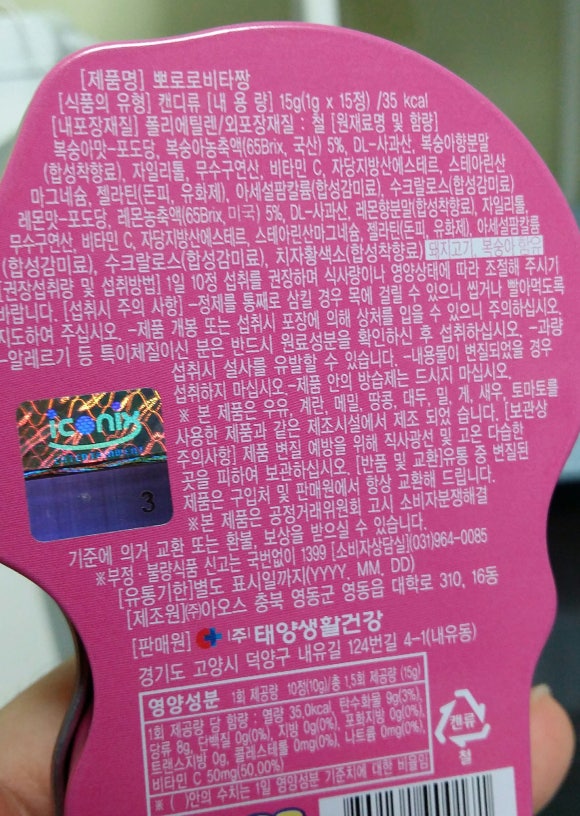 [제품명] 뽀로로비타짱
[식품의 유형] 캔디류 [내 용 량] 15g(1g x 15정) /35 kcal
[내포장재질] 폴리에틸렌/외포장재질 : 철 [원재료명 및 함량]
복숭아맛-포도당, 복숭아농축액(65Brix, 국산) 5%, DL-사과산, 복숭아향분말
(합성착향료), 자일리톨, 무수구연산, 비타민 C, 자당지방산에스테르, 스테아린산
마그네슘, 젤라틴(돈피, 유화제), 아세설팜칼륨(합성감미료), 수크랄로스(합성감미료)
레몬맛-포도당, 레몬농축액(65Brix, 미국) 5%, DL-사과산, 레몬향분말(합성착향료), 자일리톨,
무수구연산, 비타민 C, 자당지방산에스테르, 스테아린산마그네슘, 젤라틴(돈피, 유화제), 아세설팜칼륨
(합성감미료), 수크랄로스(합성감미료), 치자황색소(합성착향료) 돼지고기, 복숭아 함유
[권장섭취량 및 섭취방법] 1일 10정 섭취를 권장하며 식사량이나 영양상태에 따라 조절해 주시기
바랍니다. [섭취시 주의 사항] -정제를 통째로 삼킬 경우 목에 걸릴 수 있으니 씹거나 빨아먹도록
지도하여 주십시오. -제품 개봉 또는 섭취시 포장에 의해 상처를 입을 수 있으니 주의하십시오.
-알레르기 등 특이체질이신 분은 반드시 원료성분을 확인하신 후 섭취하십시오. -과량
섭취시 설사를 유발할 수 있습니다. -내용물이 변질되었을 경우
섭취하지 마십시오.-제품 안의 방습제는 드시지 마십시오.
※ 본 제품은 우유, 계란, 메밀, 땅콩, 대두, 밀, 게, 새우, 토마토를
사용한 제품과 같은 제조시설에서 제조 되었 습니다. [보관상
주의사항] 제품 변질 예방을 위해 직사광선 및 고온 다습한
곳을 피하여 보관하십시오. [반품 및 교환]유통 중 변질된
제품은 구입처 및 판매원에서 항상 교환해 드립니다.
※본 제품은 공정거래위원회 고시 소비자분쟁해결
기준에 의거 교환 또는 환불, 보상을 받으실 수 있습니다.
※부정·불량식품 신고는 국번없이 1399 [소비자상담실](031)964-0085
[유통기한]별도 표시일까지(YYYY. MM. DD)
[제조원](주)아오스 충북 영동군 영동읍 대학로 310, 16동
[판매원] (주)태양생활건강
경기도 고양시 덕양구 내유길 124번길 4-1(내유동)
iconix
3
영양성분 1회 제공량 10정(10g)/총 1.5회 제공량 (15g)
1회 제공량 당 함량 : 열량 35.0kcal, 탄수화물 9g(3%),
당류 8g, 단백질 0g(0%), 지방 0g(0%), 포화지방 0g(0%),
트랜스지방 0g, 콜레스테롤 0mg(0%), 나트륨 0mg(0%),
비타민 C 50mg(50.00%)
※ ( )안의 수치는 1일 영양성분 기준치에 대한 비율임
캔류
철